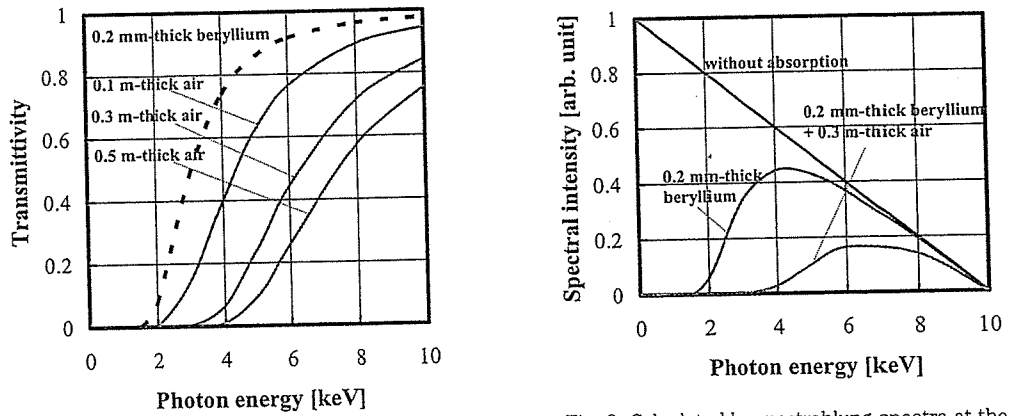 1
0.8
0.6
0.4
0.2
0
0.2 mm-thick beryllium
0.1 m-thick air
0.3 m-thick air
0.5 m-thick air
0 2 4 6 8 10
Transmittivity
Photon energy [keV]
1
0.8
0.6
0.4
0.2
0
without absorption
0.2 mm-thick beryllium
+ 0.3 m-thick air
0.2 mm-thick
beryllium
0 2 4 6 8 10
Spectral intensity [arb. unit]
Photon energy [keV]